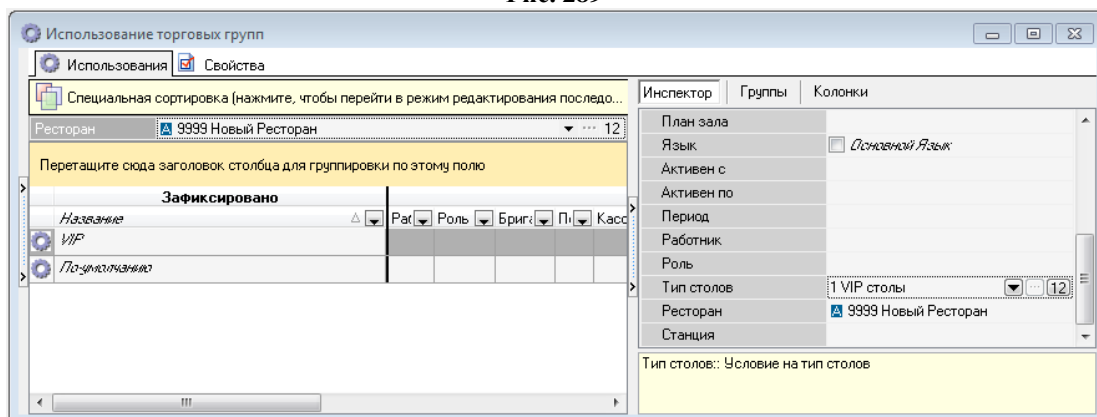 Рис. 289
Использование торговых групп
Использования Свойства
Специальная сортировка (нажмите, чтобы перейти в режим редактирования последо...
Ресторан 9999 Новый Ресторан 12
Перетащите сюда заголовок столбца для группировки по этому полю
Зафиксировано
Название Рат Роль Брига Пе Касс
VIP
По-умолчанию
Инспектор Группы Колонки
План зала
Язык Основной Язык
Активен с
Активен по
Период
Работник
Роль
Тип столов 1 VIP столы 12
Ресторан 9999 Новый Ресторан
Станция
Тип столов:: Условие на тип столов